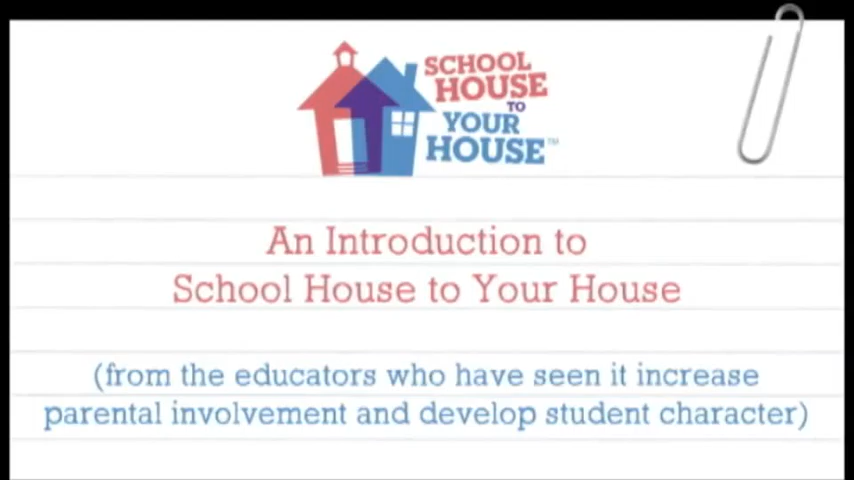 SCHOOL
HOUSE
TO
YOUR
HOUSE™
An Introduction to
School House to Your House
(from the educators who have seen it increase
parental involvement and develop student character)